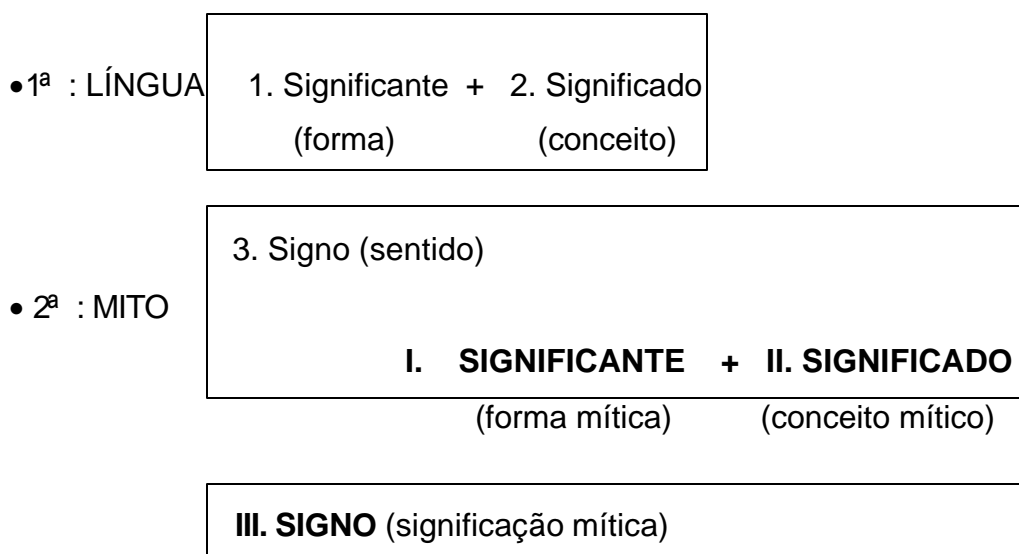 •1ª : LÍNGUA 1. Significante + 2. Significado
(forma) (conceito)
3. Signo (sentido)
• 2ª : MITO
I. SIGNIFICANTE + II. SIGNIFICADO
(forma mítica) (conceito mítico)
III. SIGNO (significação mítica)